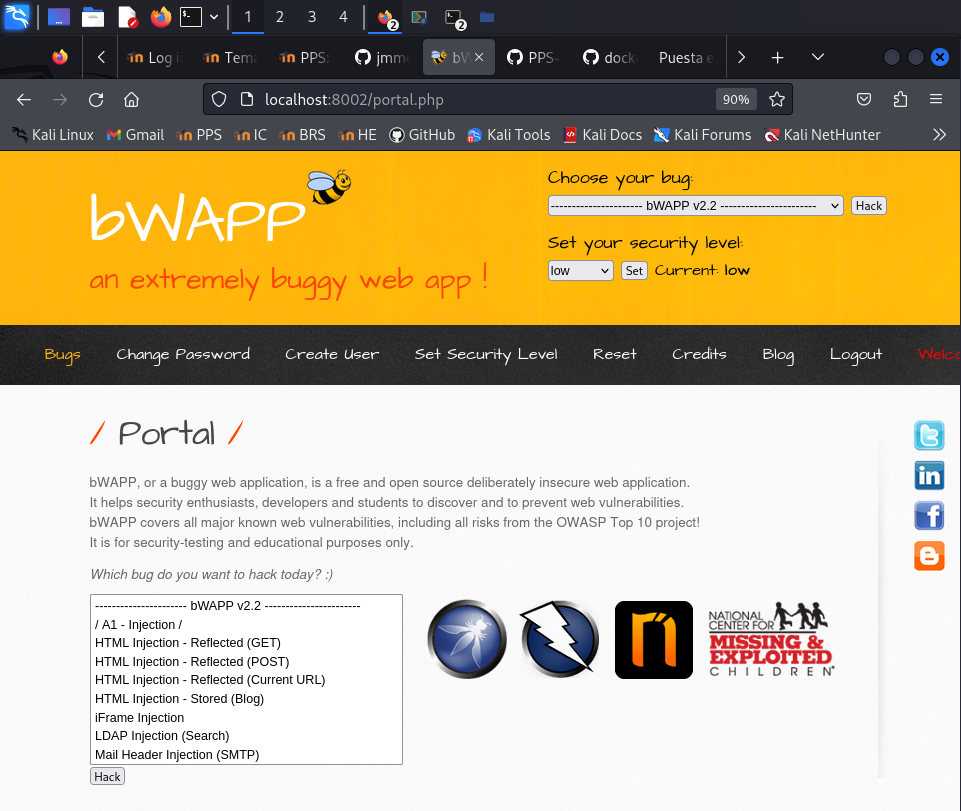 1 2 3 4 2 2
Log i Tem PPS: jmm bW PPS- dock Puesta e
localhost:8002/portal.php 90%
Kali Linux Gmail PPS IC BRS HE GitHub Kali Tools Kali Docs Kali Forums Kali NetHunter
bWAPP
an extremely buggy web app !
Choose your bug:
---------------------- bWAPP v2.2 ----------------------- Hack
Set your security level:
low Set Current: low
Bugs Change Password Create User Set Security Level Reset Credits Blog Logout Welco
/ Portal /
bWAPP, or a buggy web application, is a free and open source deliberately insecure web application.
It helps security enthusiasts, developers and students to discover and to prevent web vulnerabilities.
bWAPP covers all major known web vulnerabilities, including all risks from the OWASP Top 10 project!
It is for security-testing and educational purposes only.
Which bug do you want to hack today? :)
---------------------- bWAPP v2.2 -----------------------
/ A1 - Injection /
HTML Injection - Reflected (GET)
HTML Injection - Reflected (POST)
HTML Injection - Reflected (Current URL)
HTML Injection - Stored (Blog)
iFrame Injection
LDAP Injection (Search)
Mail Header Injection (SMTP)
Hack
NATIONAL
CENTER FOR
MISSING &
EXPLOITED
CHILDREN®